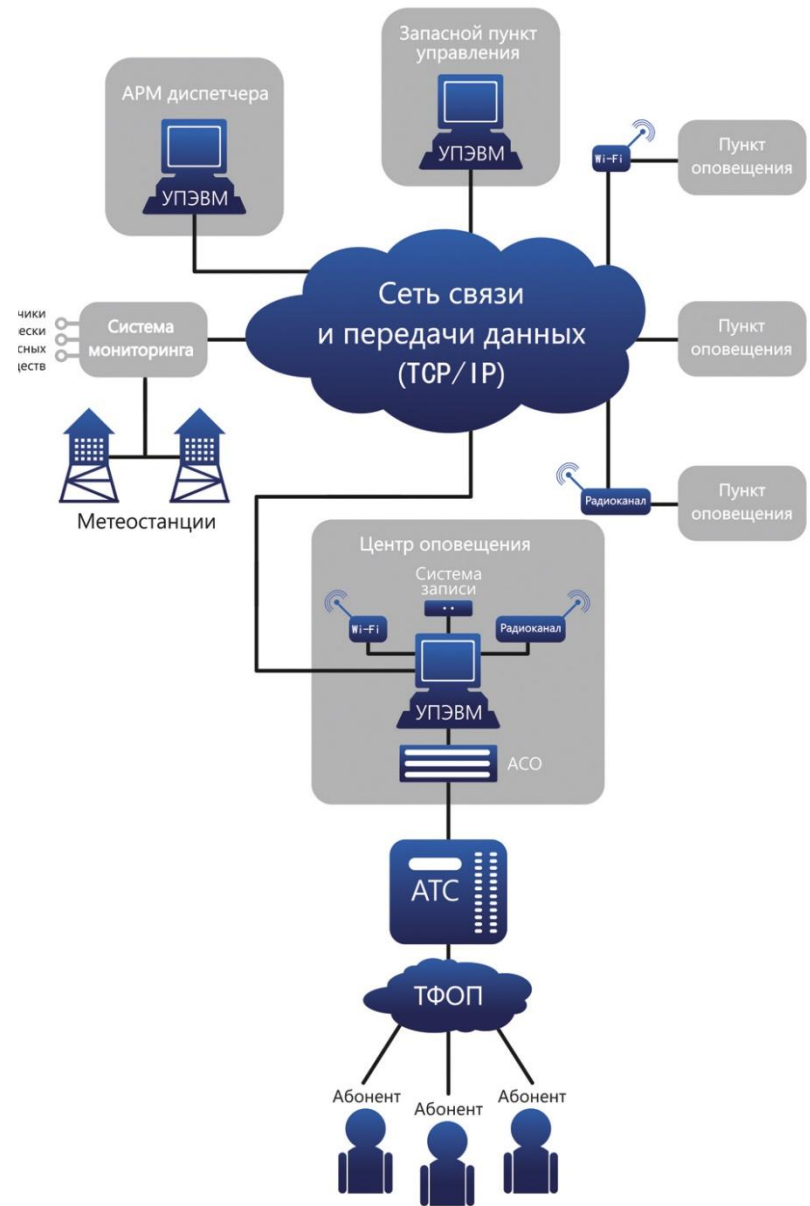 Запасной пункт
управления
УПЭВМ
АРМ диспетчера
УПЭВМ
Wi-Fi
Пункт
оповещения
Сеть связи
и передачи данных
(TCP/IP)
Система
мониторинга
Пункт
оповещения
Метеостанции
Радиоканал
Пункт
оповещения
Центр оповещения
Система
записи
Wi-Fi
Радиоканал
УПЭВМ
АСО
АТС
ТФОП
Абонент
Абонент
Абонент